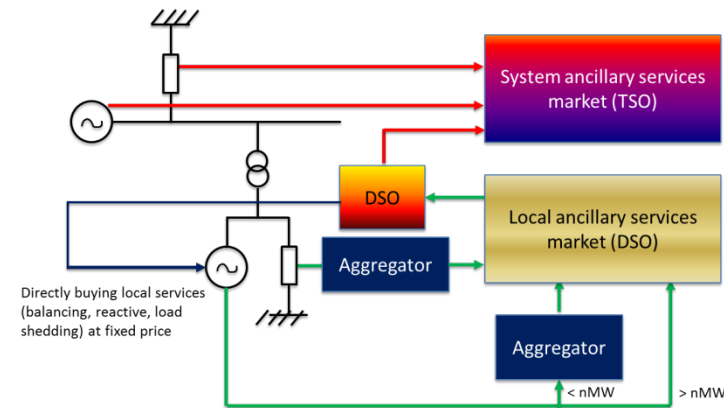 System ancillary services
market (TSO)
DSO
Local ancillary services
market (DSO)
Aggregator
Directly buying local services
(balancing, reactive, load
shedding) at fixed price
Aggregator
< nMW
> nMW